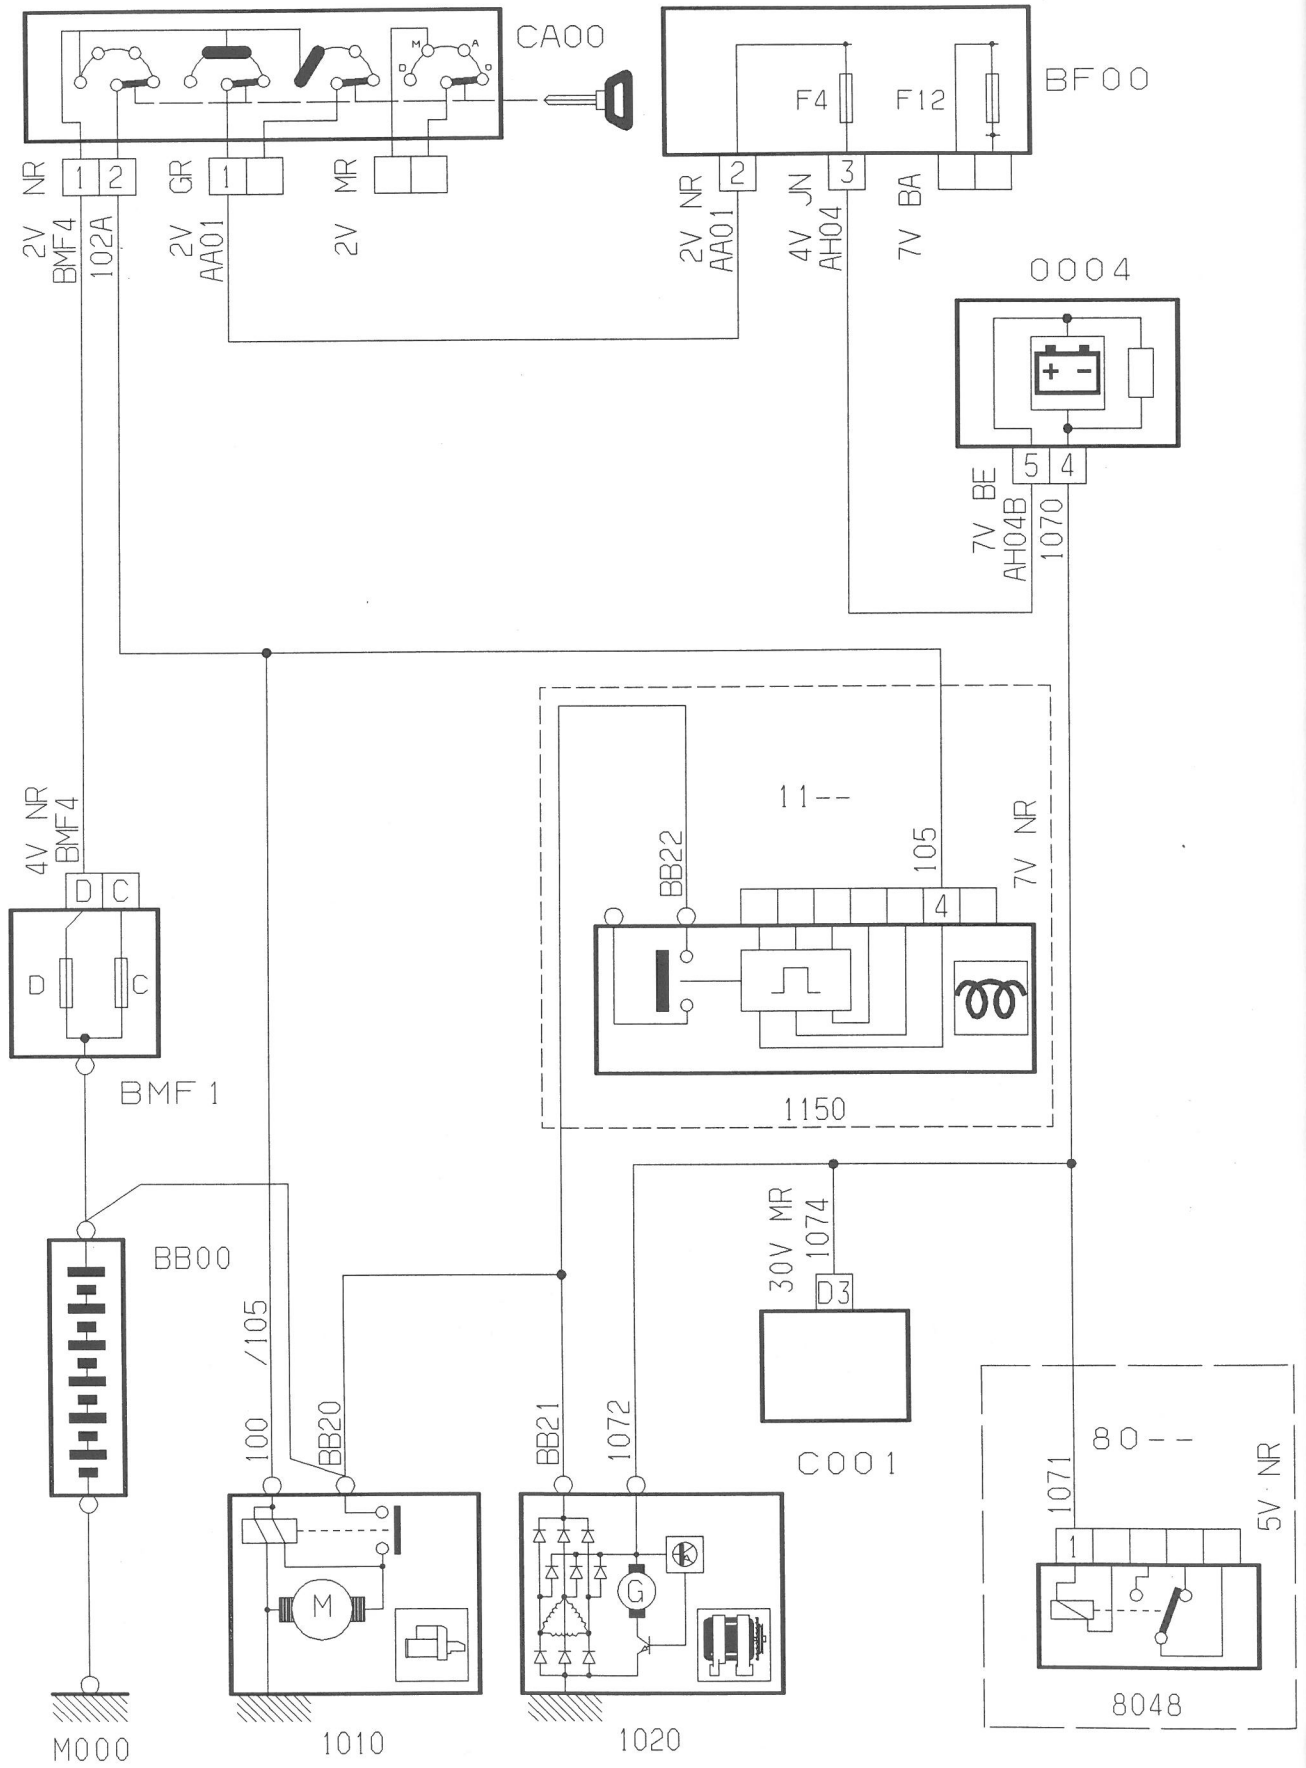 CA00
M
A
D
D
BF00
F4
F12
1 2
2V NR
BMF4
102A
1
2V GR
AA01
2V MR
2
2V NR
AA01
3
4V JN
AH04
7V BA
0004
+ -
5 4
7V BE
AH04B
1070
11--
BB22
105
7V NR
4
1150
4V NR
BMF4
D C
D
C
BMF1
BB00
M000
/105
100
BB20
M
1010
BB21
1072
G
1020
30V MR
1074
D3
C001
80--
1071
5V NR
1
8048